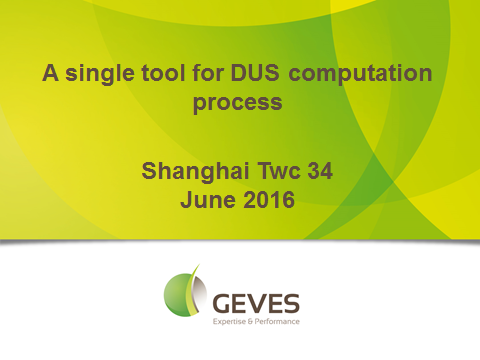 A single tool for DUS computation
process
Shanghai Twc 34
June 2016
GEVES
Expertise & Performance